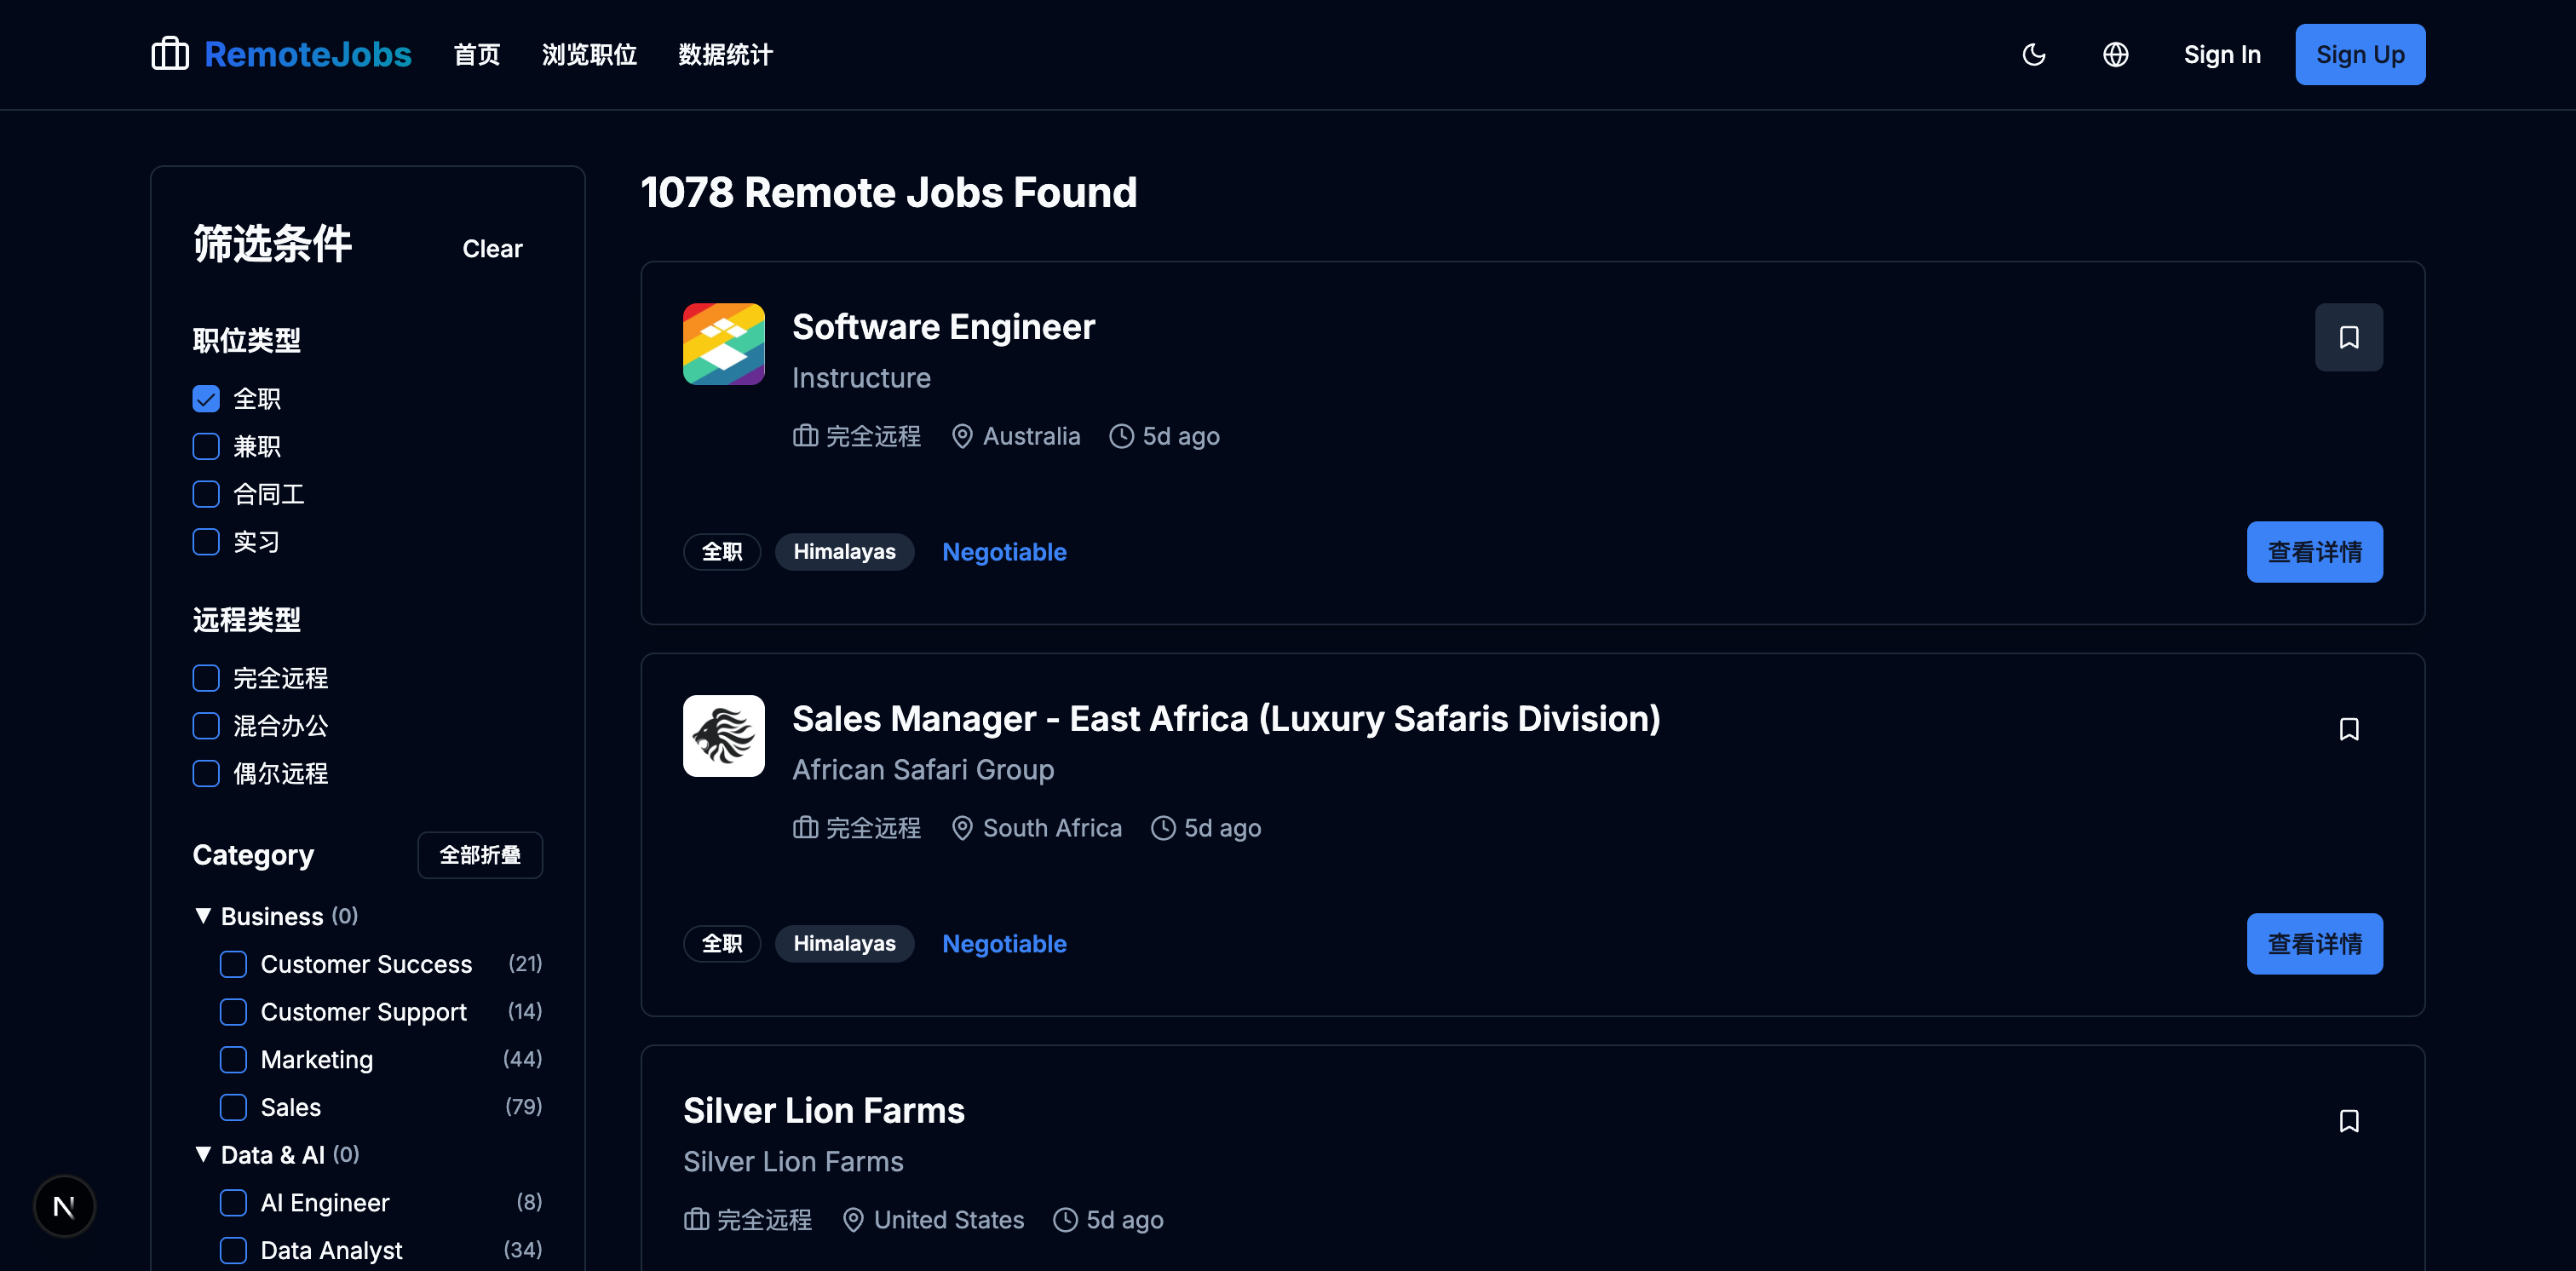 RemoteJobs 首页 浏览职位 数据统计 Sign In Sign Up
筛选条件 Clear
职位类型
全职
兼职
合同工
实习
远程类型
完全远程
混合办公
偶尔远程
Category 全部折叠
▼ Business (0)
Customer Success (21)
Customer Support (14)
Marketing (44)
Sales (79)
▼ Data & AI (0)
AI Engineer (8)
Data Analyst (34)
N
1078 Remote Jobs Found
Software Engineer
Instructure
完全远程 Australia 5d ago
全职 Himalayas Negotiable 查看详情
Sales Manager - East Africa (Luxury Safaris Division)
African Safari Group
完全远程 South Africa 5d ago
全职 Himalayas Negotiable 查看详情
Silver Lion Farms
Silver Lion Farms
完全远程 United States 5d ago